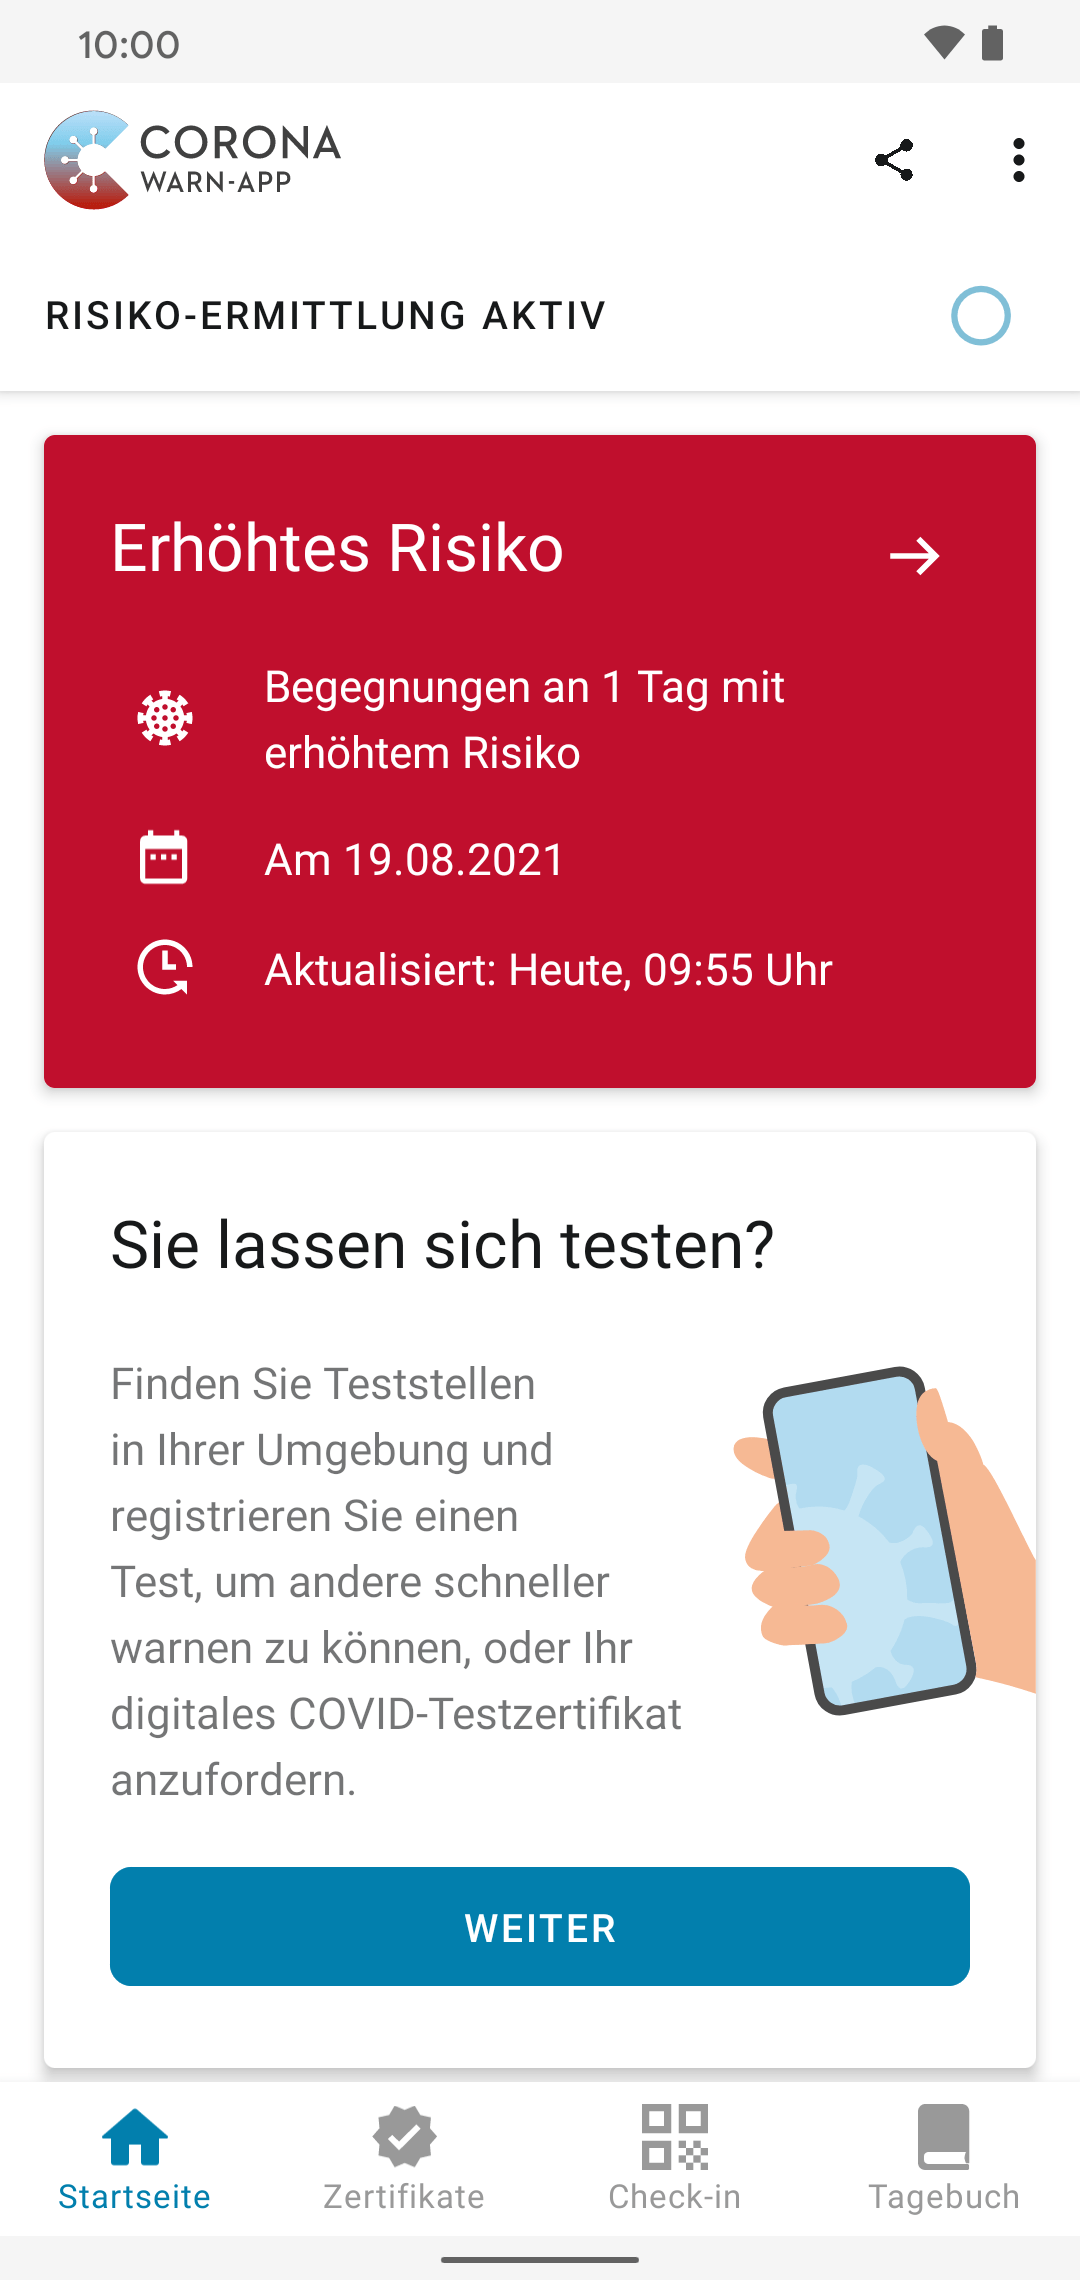 10:00
CORONA
WARN-APP
RISIKO-ERMITTLUNG AKTIV
Erhöhtes Risiko
Begegnungen an 1 Tag mit
erhöhtem Risiko
Am 19.08.2021
Aktualisiert: Heute, 09:55 Uhr
Sie lassen sich testen?
Finden Sie Teststellen
in Ihrer Umgebung und
registrieren Sie einen
Test, um andere schneller
warnen zu können, oder Ihr
digitales COVID-Testzertifikat
anzufordern.
WEITER
Startseite
Zertifikate
Check-in
Tagebuch